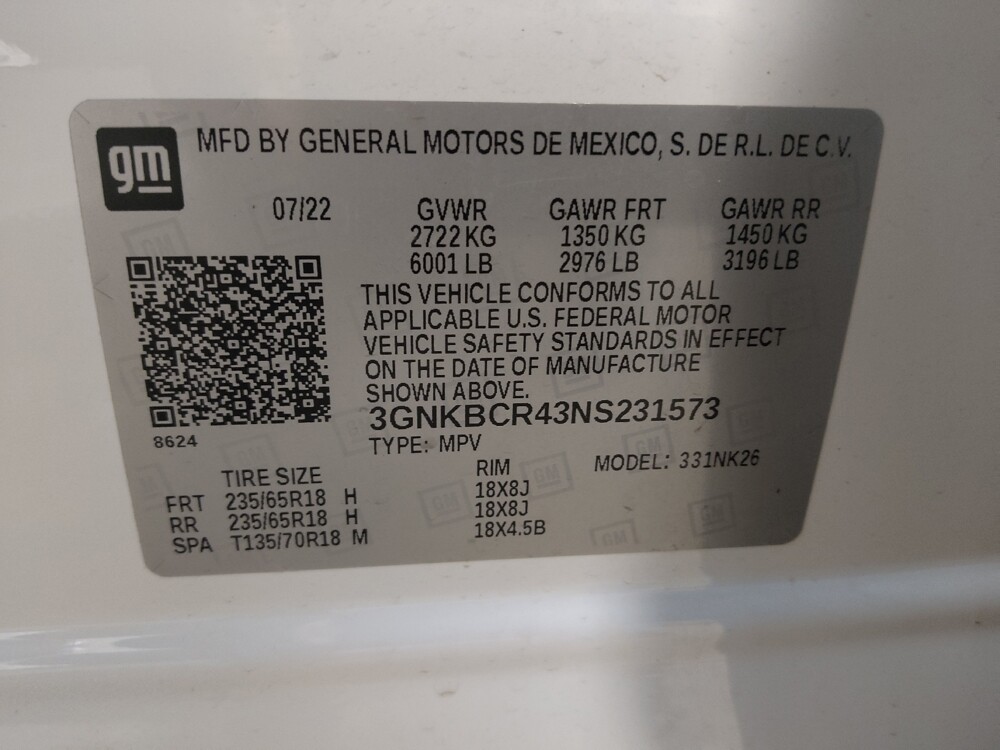 gm
MFD BY GENERAL MOTORS DE MEXICO, S. DE R.L. DE C.V.
07/22 GVWR GAWR FRT GAWR RR
2722 KG 1350 KG 1450 KG
6001 LB 2976 LB 3196 LB
THIS VEHICLE CONFORMS TO ALL
APPLICABLE U.S. FEDERAL MOTOR
VEHICLE SAFETY STANDARDS IN EFFECT
ON THE DATE OF MANUFACTURE
SHOWN ABOVE.
3GNKBCR43NS231573
8624
TYPE: MPV
MODEL: 331NK26
TIRE SIZE RIM
FRT 235/65R18 H 18X8J
RR 235/65R18 H 18X8J
SPA T135/70R18 M 18X4.5B